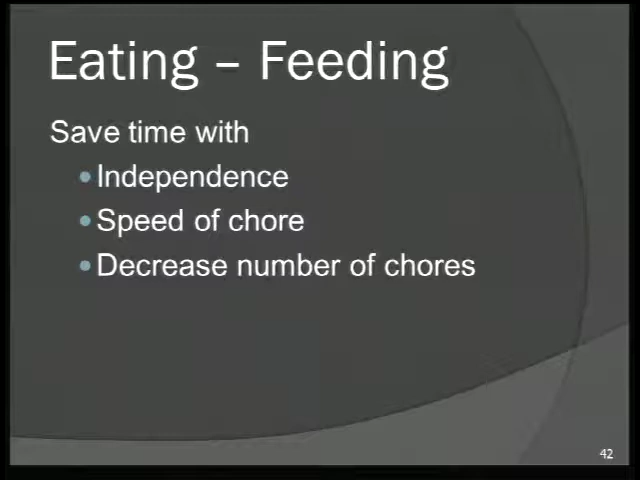 Eating – Feeding
Save time with
•Independence
•Speed of chore
•Decrease number of chores
42